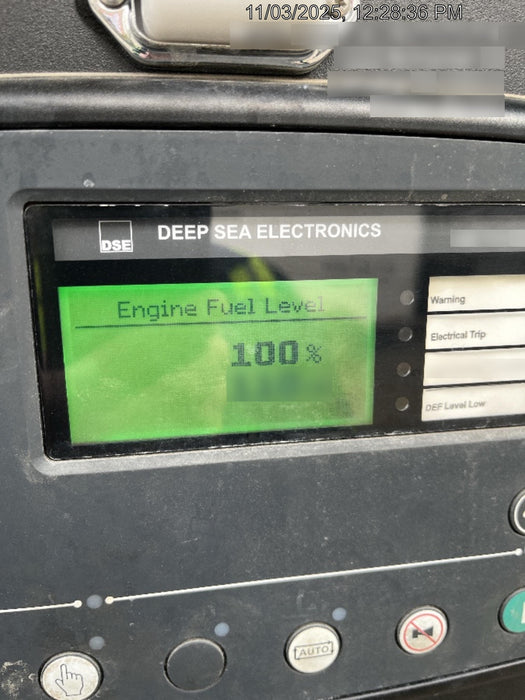 11/03/2025, 12:28:36 PM
DSE
DEEP SEA ELECTRONICS
Engine Fuel Level
100 %
Warning
Electrical Trip
DEF Level Low
AUTO